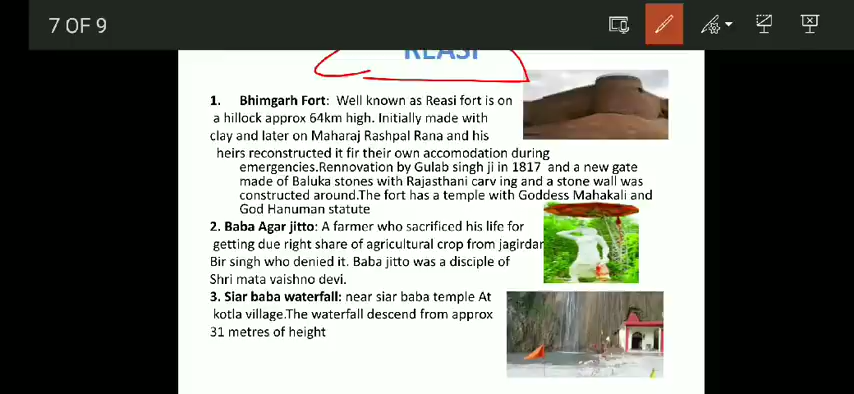 7 OF 9
REASI
1. Bhimgarh Fort: Well known as Reasi fort is on
a hillock approx 64km high. Initially made with
clay and later on Maharaj Rashpal Rana and his
heirs reconstructed it fir their own accomodation during
emergencies.Rennovation by Gulab singh ji in 1817 and a new gate
made of Baluka stones with Rajasthani carv ing and a stone wall was
constructed around.The fort has a temple with Goddess Mahakali and
God Hanuman statute
2. Baba Agar jitto: A farmer who sacrificed his life for
getting due right share of agricultural crop from jagirdar
Bir singh who denied it. Baba jitto was a disciple of
Shri mata vaishno devi.
3. Siar baba waterfall: near siar baba temple At
kotla village.The waterfall descend from approx
31 metres of height